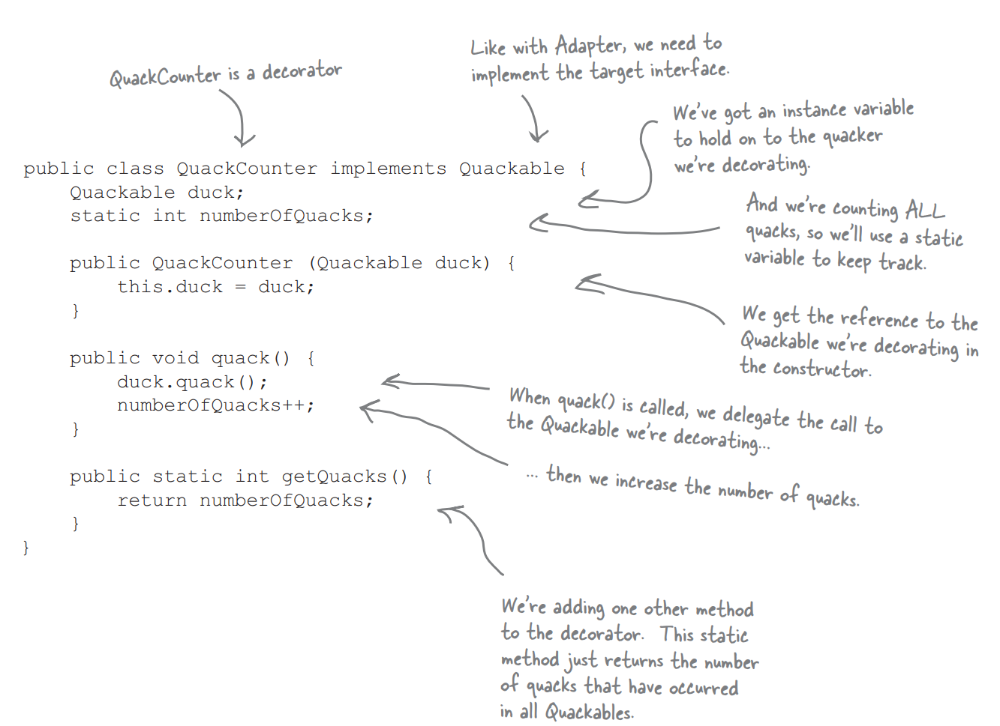 QuackCounter is a decorator
Like with Adapter, we need to
implement the target interface.
We've got an instance variable
to hold on to the quacker
we're decorating.
public class QuackCounter implements Quackable {
Quackable duck;
static int numberOfQuacks;
And we're counting ALL
quacks, so we'll use a static
variable to keep track.
public QuackCounter (Quackable duck) {
this.duck = duck;
}
We get the reference to the
Quackable we're decorating in
the constructor.
public void quack() {
duck.quack();
numberOfQuacks++;
}
When quack() is called, we delegate the call to
the Quackable we're decorating...
... then we increase the number of quacks.
public static int getQuacks() {
return numberOfQuacks;
}
}
We're adding one other method
to the decorator. This static
method just returns the number
of quacks that have occurred
in all Quackables.